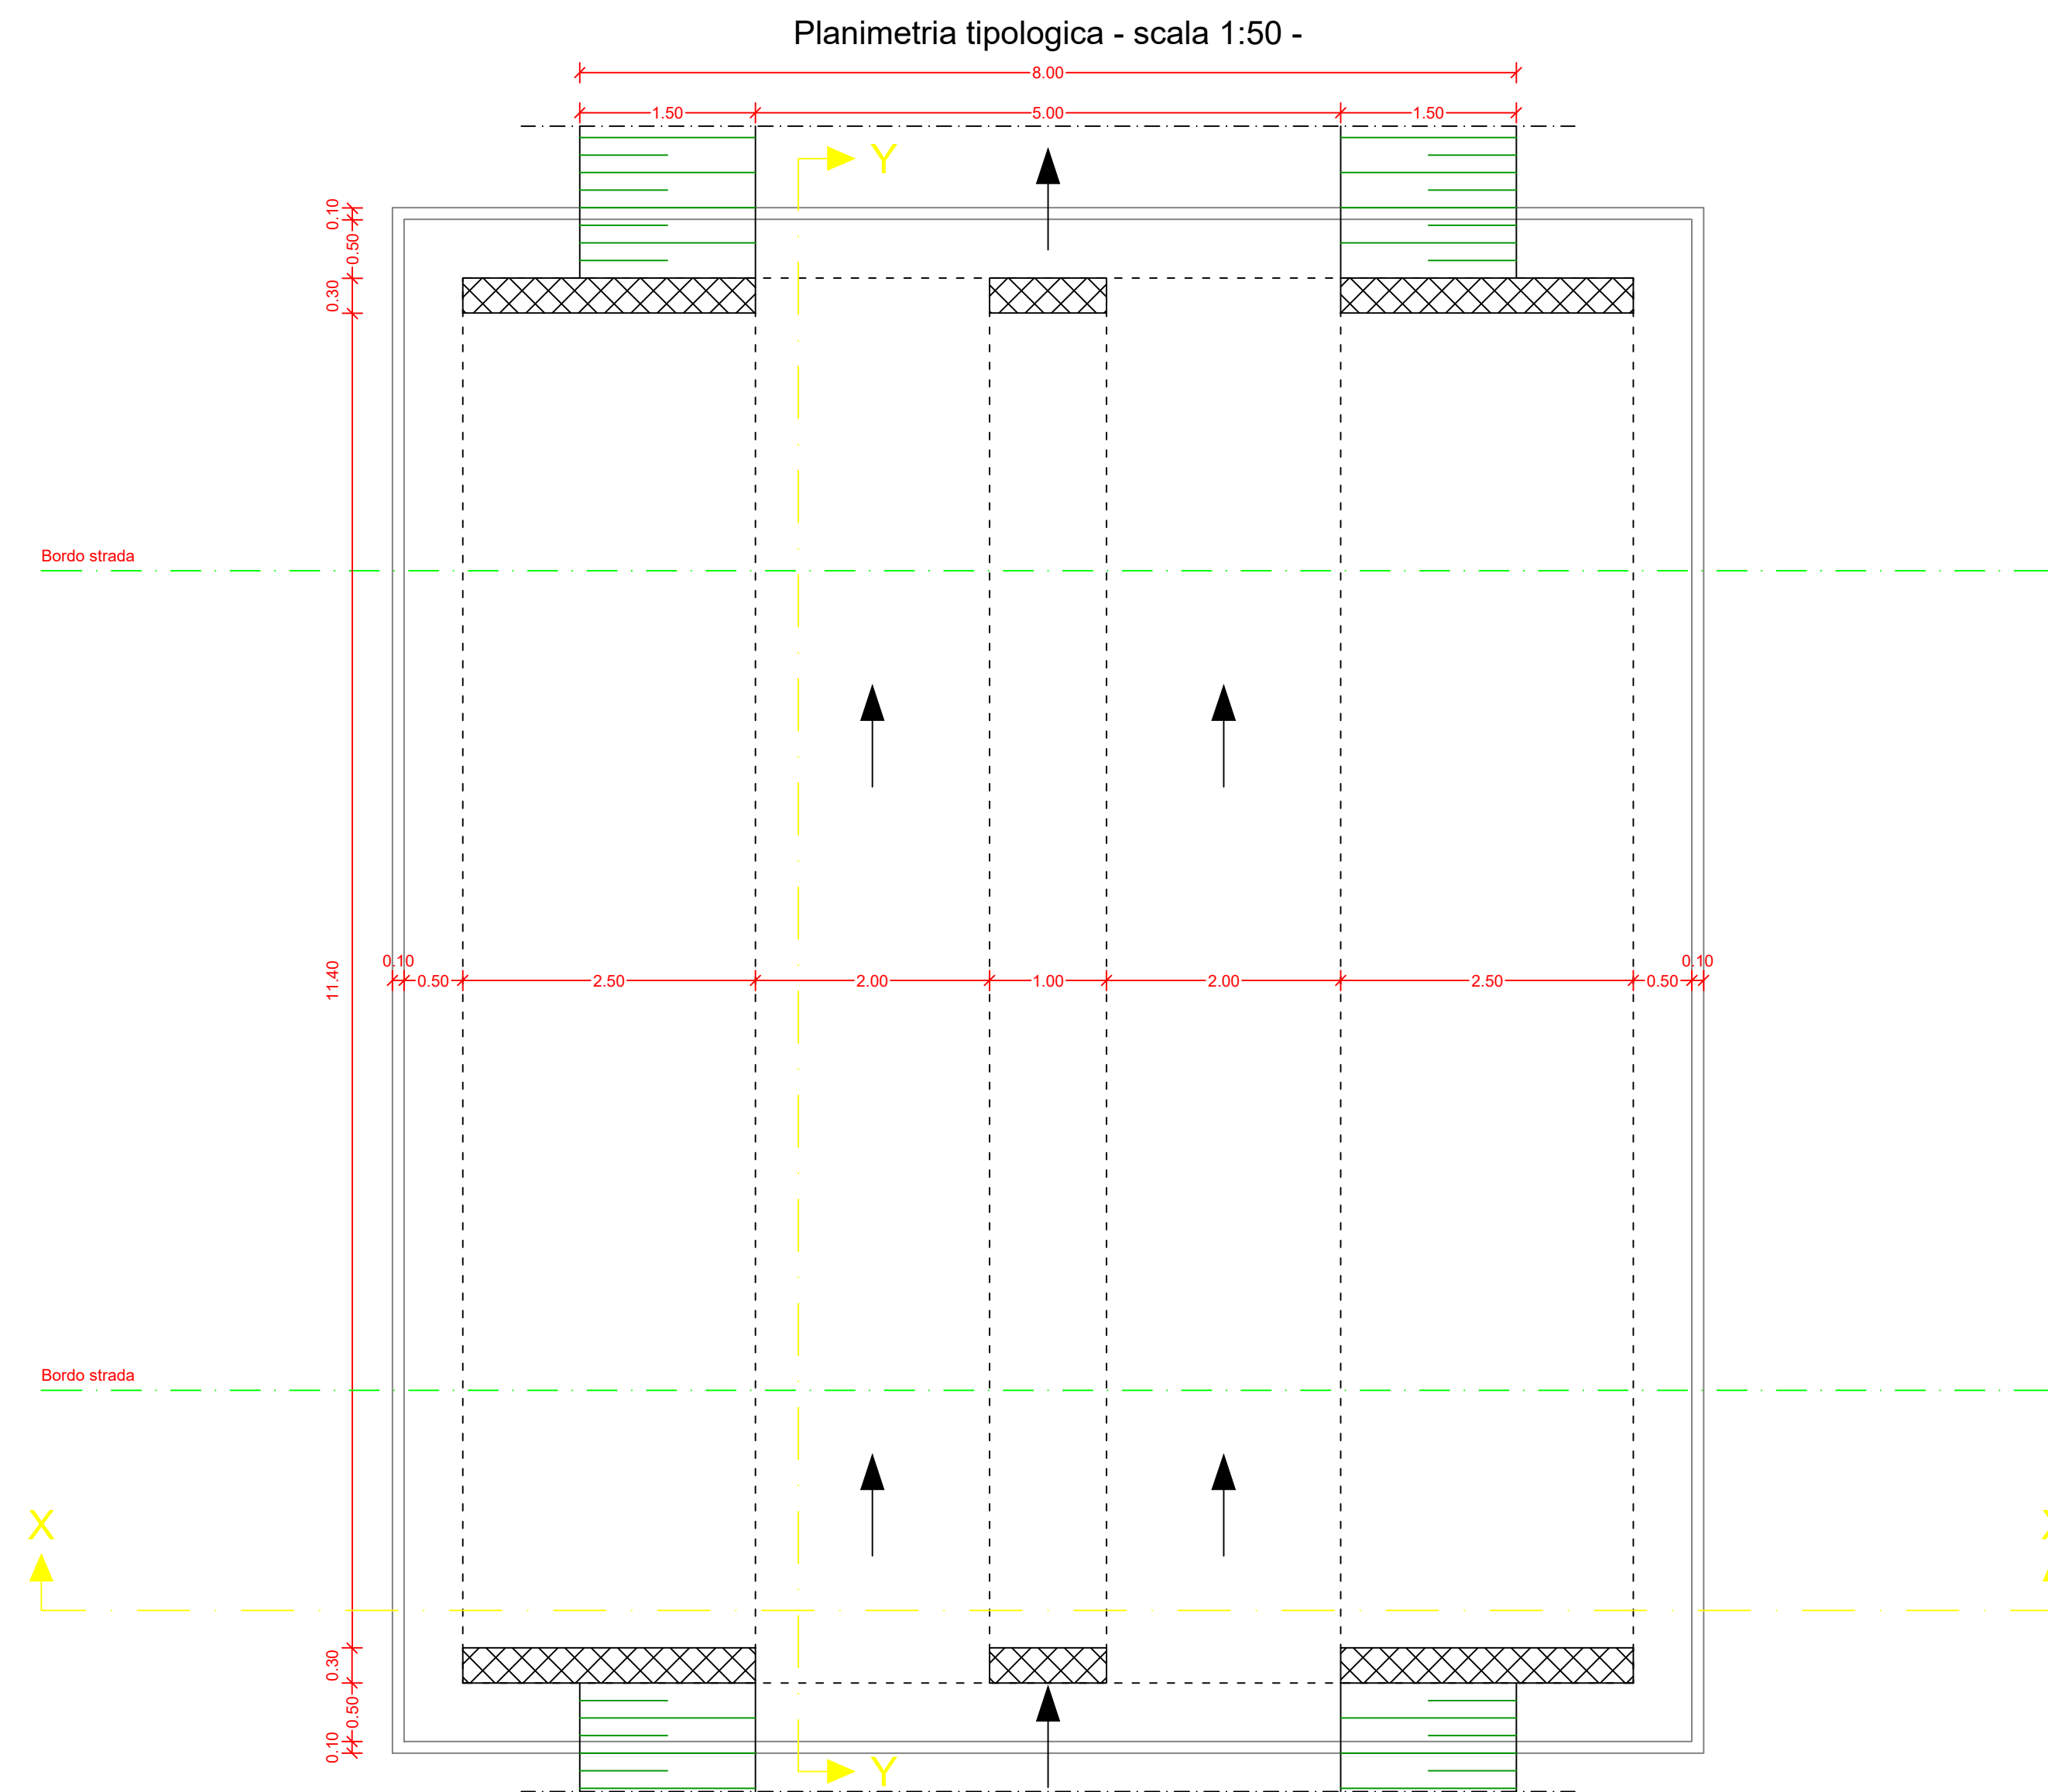 Planimetria tipologica - scala 1:50 -
8.00
1.50 5.00 1.50
Y
0.10
0.50
0.30
Bordo strada
0.10 0.10
11.40
0.50 2.50 2.00 1.00 2.00 2.50 0.50
Bordo strada
X X
0.30
0.50
0.10
Y